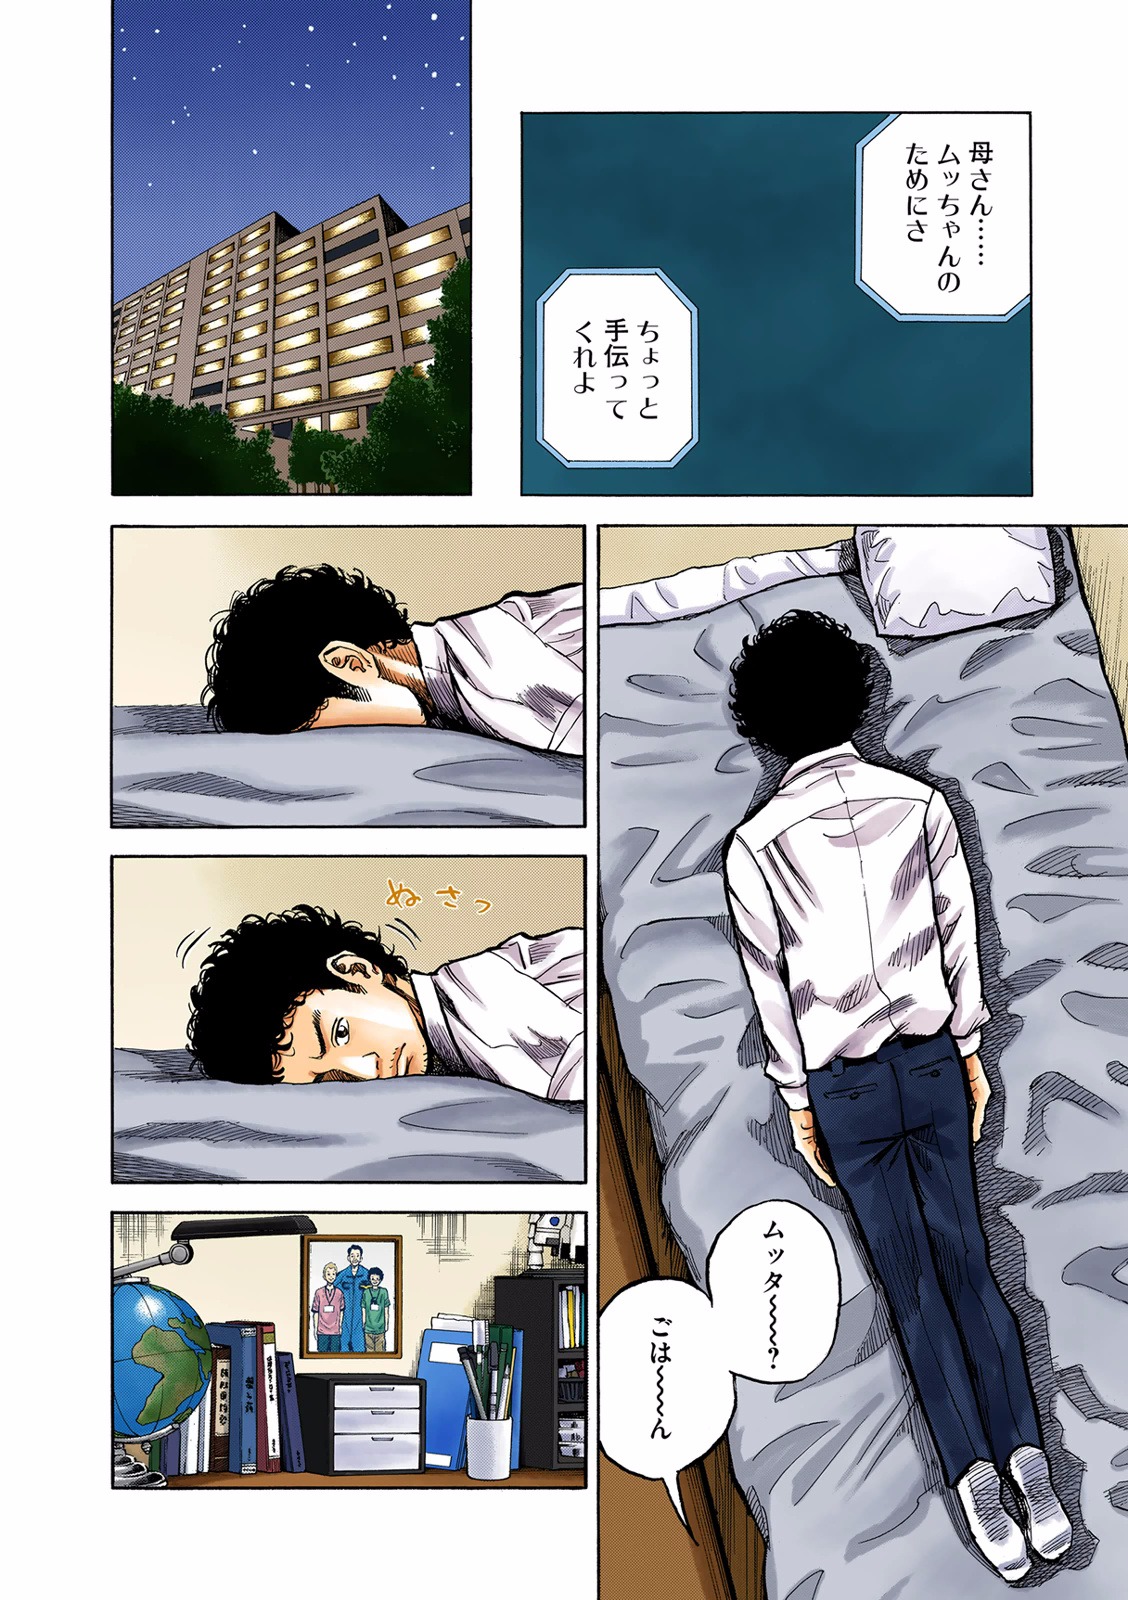 母さん……
ムッちゃんの
ためにさ
ちょっと
手伝って
くれよ
ムッタ～～～？
ごは～～～ん
ぬさっ